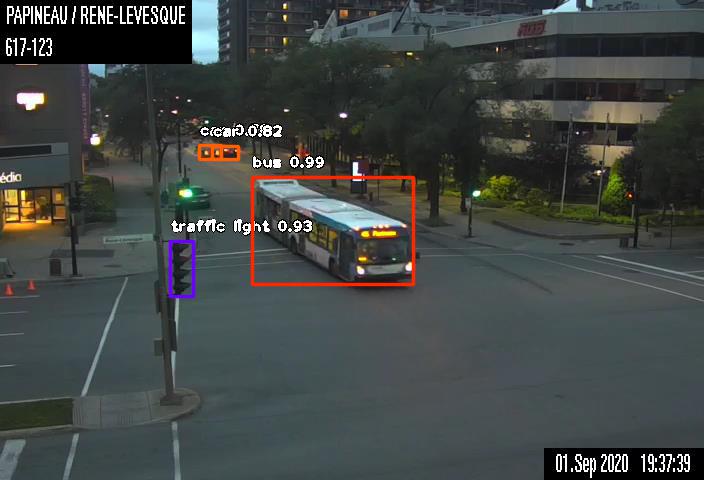 PAPINEAU / RENE-LEVESQUE
617-123
car 0.82
bus 0.99
édia
traffic light 0.93
01.Sep 2020 19:37:39